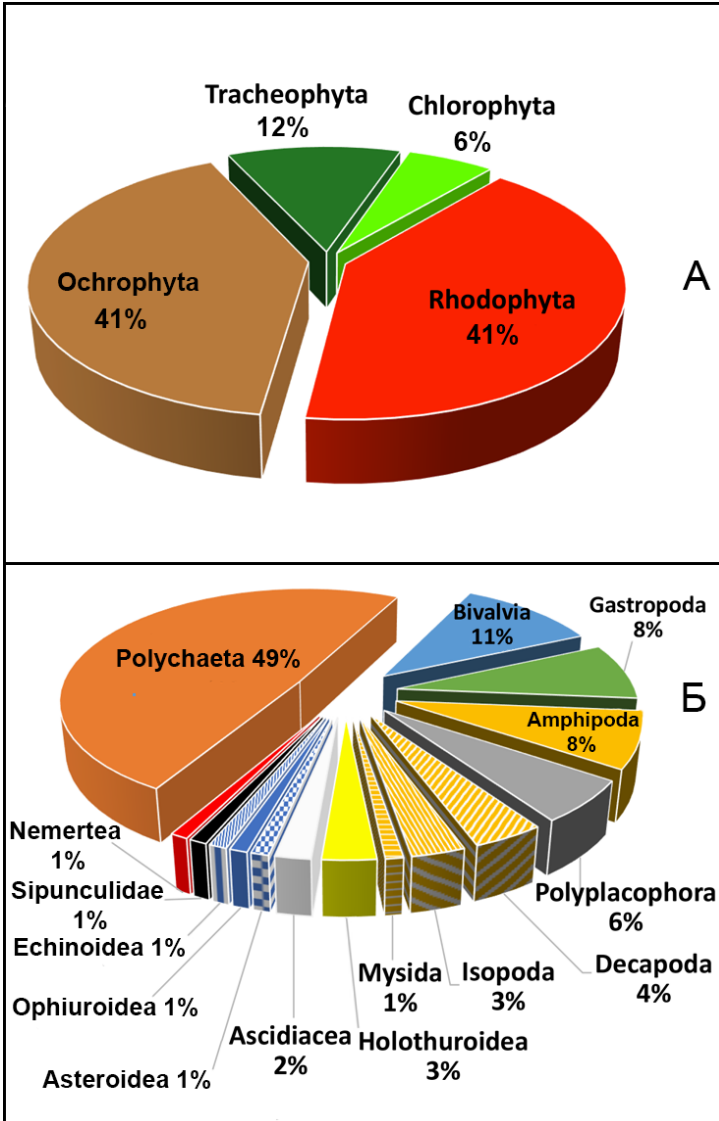 Tracheophyta
12%
Chlorophyta
6%
Ochrophyta
41%
Rhodophyta
41%
А
Polychaeta 49%
Bivalvia
11%
Gastropoda
8%
Amphipoda
8%
Б
Nemertea
1%
Sipunculidae
1%
Echinoidea 1%
Ophiuroidea 1%
Asteroidea 1%
Ascidiacea
2%
Holothuroidea
3%
Mysida
1%
Isopoda
3%
Decapoda
4%
Polyplacophora
6%